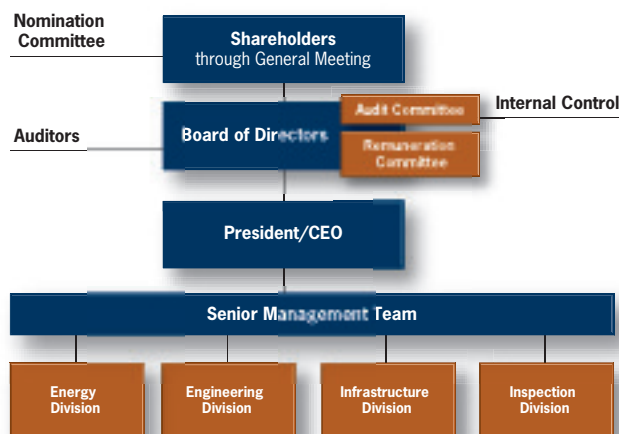 Nomination
Committee
Shareholders
through General Meeting
Audit Committee
Internal Control
Auditors
Board of Directors
Remuneration
Committee
President/CEO
Senior Management Team
Energy
Division
Engineering
Division
Infrastructure
Division
Inspection
Division